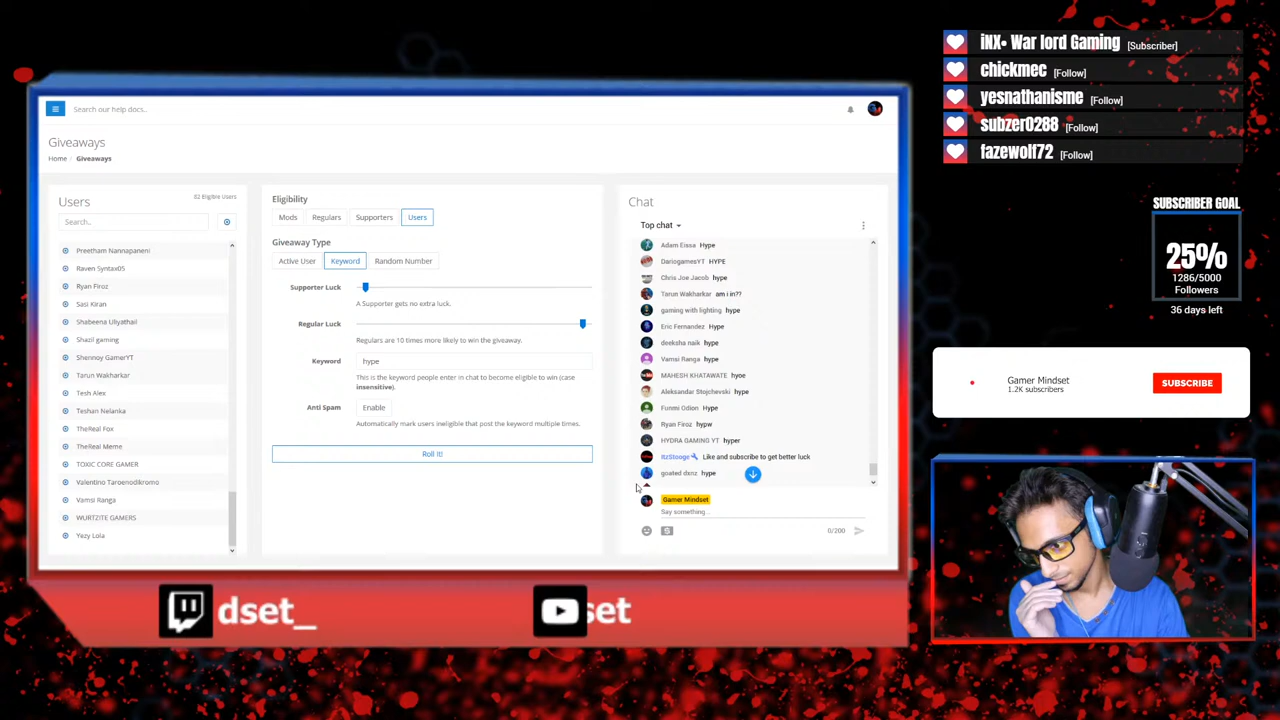 Search our help docs..
Giveaways
Home / Giveaways
Users
82 Eligible Users
Search..
Preetham Nannapaneni
Raven Syntax05
Ryan Firoz
Sasi Kiran
Shabeena Uliyathail
Shazil gaming
Shennoy GamerYT
Tarun Wakharkar
Tesh Alex
Teshan Nelanka
TheReal Fox
TheReal Meme
TOXIC CORE GAMER
Valentino Taroenodikromo
Vamsi Ranga
WURTZITE GAMERS
Yezy Lola
Eligibility
Mods Regulars Supporters Users
Giveaway Type
Active User Keyword Random Number
Supporter Luck
A Supporter gets no extra luck.
Regular Luck
Regulars are 10 times more likely to win the giveaway.
Keyword hype
This is the keyword people enter in chat to become eligible to win (case
insensitive).
Anti Spam Enable
Automatically mark users ineligible that post the keyword multiple times.
Roll It!
Chat
Top chat
Adam Eissa Hype
DariogamesYT HYPE
Chris Joe Jacob hype
Tarun Wakharkar am i in??
gaming with lighting hype
Eric Fernandez Hype
deeksha naik hype
Vamsi Ranga hype
MAHESH KHATAWATE hyoe
Aleksandar Stojchevski hype
Funmi Odion Hype
Ryan Firoz hypw
HYDRA GAMING YT hyper
ItzStooge Like and subscribe to get better luck
goated dxnz hype
Gamer Mindset
Say something...
0/200
iNX• War lord Gaming [Subscriber]
chickmec [Follow]
yesnathanisme [Follow]
subzer0288 [Follow]
fazewolf72 [Follow]
SUBSCRIBER GOAL
25%
1286/5000
Followers
36 days left
Gamer Mindset
1.2K subscribers
SUBSCRIBE
dset_
set